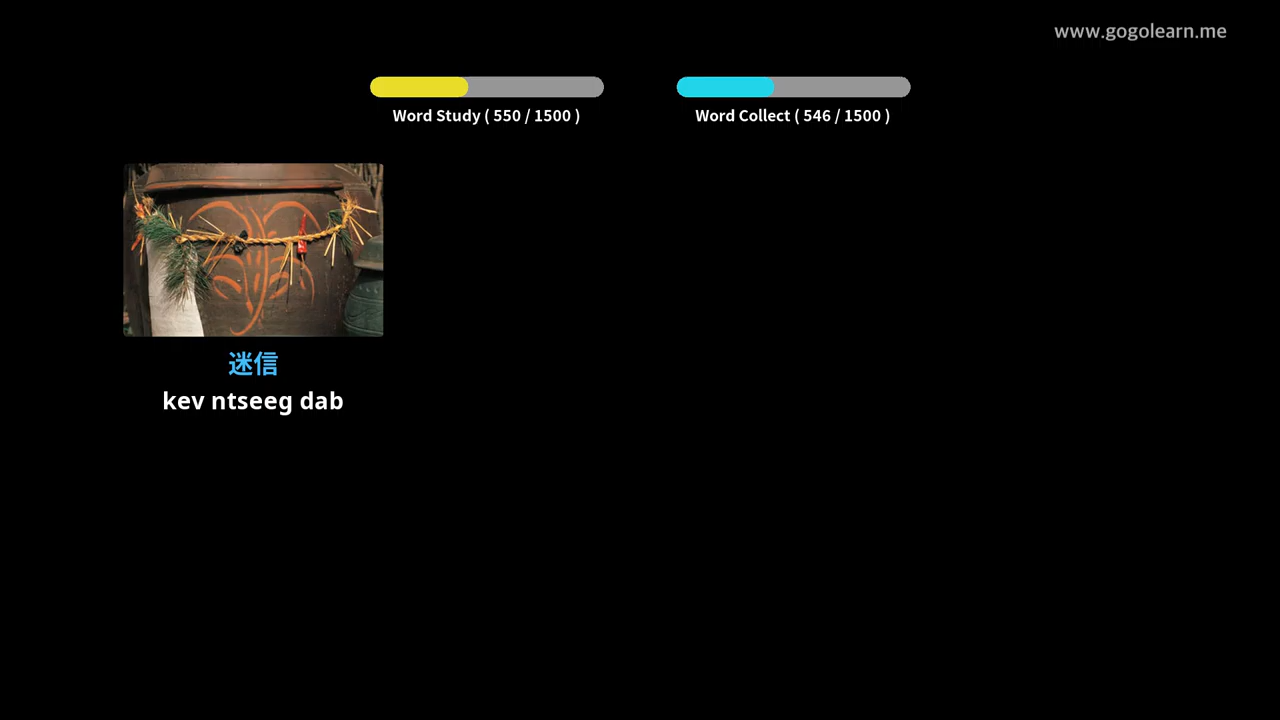 www.gogolearn.me
Word Study ( 550 / 1500 )
Word Collect ( 546 / 1500 )
迷信
kev ntseeg dab